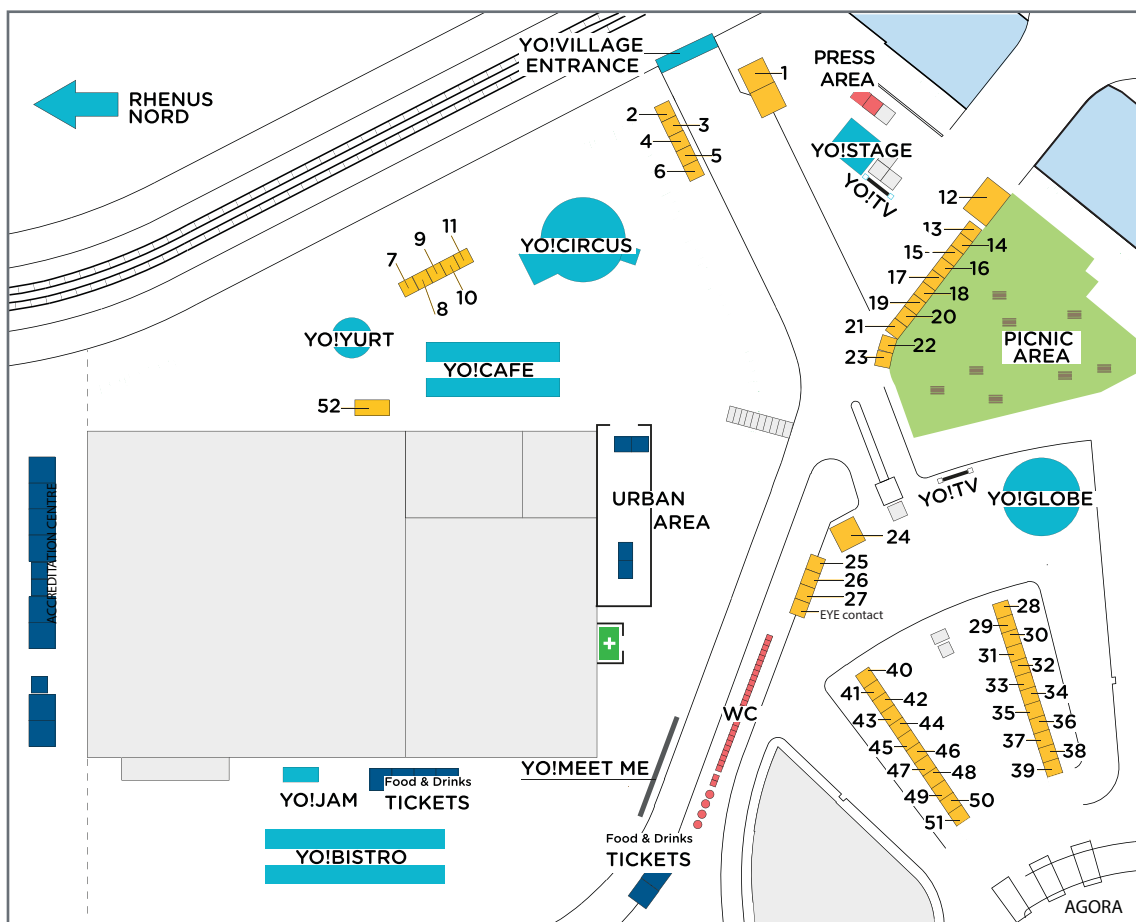 YO!VILLAGE
ENTRANCE
RHENUS
NORD
PRESS
AREA
1
2
3
4
5
6
YO!STAGE
YO!TV
12
13
14
15
16
17
18
19
20
21
22
23
PICNIC
AREA
YO!CIRCUS
7
9
11
8
10
YO!YURT
YO!CAFE
52
ACCREDITATION CENTRE
URBAN
AREA
YO!TV
YO!GLOBE
24
25
26
27
EYE contact
28
29
30
31
32
33
34
35
36
37
38
39
40
41
42
43
44
45
46
47
48
49
50
51
WC
YO!MEET ME
YO!JAM
Food & Drinks
TICKETS
YO!BISTRO
Food & Drinks
TICKETS
AGORA